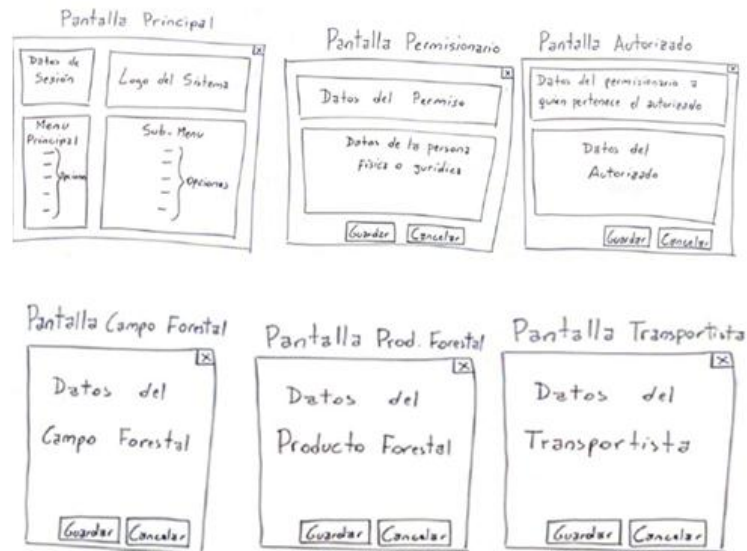 Pantalla Principal
Datos de
Sesión
Logo del Sistema
Menu
Principal
Opciones
Sub-Menu
Opciones
Pantalla Permisionario
Datos del Permiso
Datos de la persona
física o jurídica
Guardar
Cancelar
Pantalla Autorizado
Datos del permisionario a
quien pertenece el autorizado
Datos del
Autorizado
Guardar
Cancelar
Pantalla Campo Forestal
Datos del
Campo Forestal
Guardar
Cancelar
Pantalla Prod. Forestal
Datos del
Producto Forestal
Guardar
Cancelar
Pantalla Transportista
Datos del
Transportista
Guardar
Cancelar